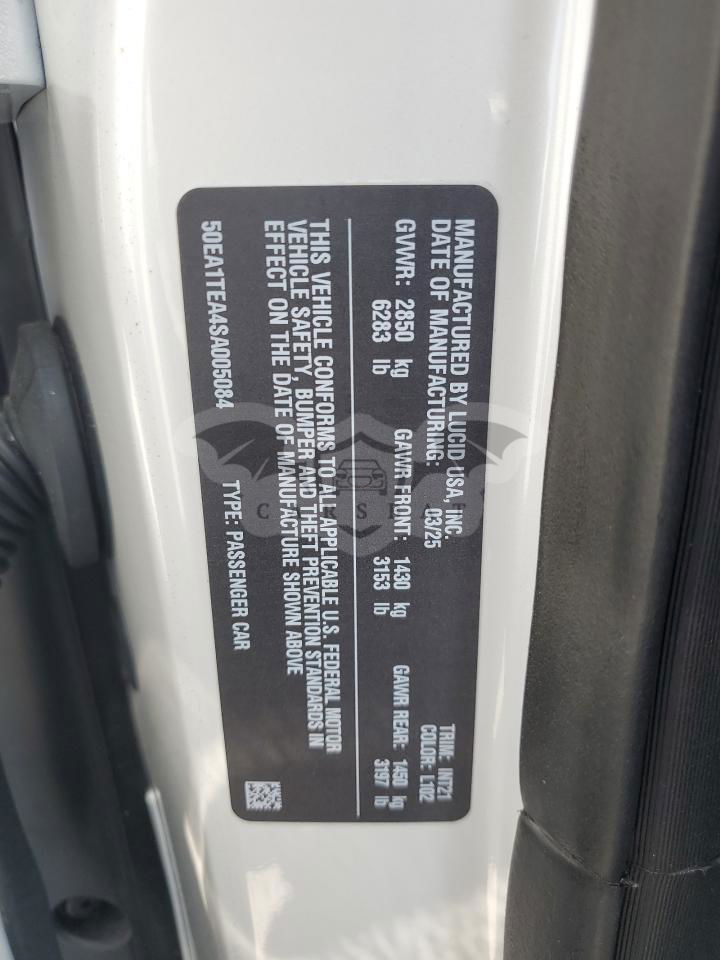 MANUFACTURED BY LUCID USA, INC.
DATE OF MANUFACTURING: 03/25
TRIM: INT21
COLOR: L102
GVWR: 2850 kg GAWR FRONT: 1430 kg GAWR REAR: 1450 kg
6283 lb 3153 lb 3197 lb
THIS VEHICLE CONFORMS TO ALL APPLICABLE U.S. FEDERAL MOTOR
VEHICLE SAFETY, BUMPER AND THEFT PREVENTION STANDARDS IN
EFFECT ON THE DATE OF MANUFACTURE SHOWN ABOVE
50EA1TEA4SA005084 TYPE: PASSENGER CAR